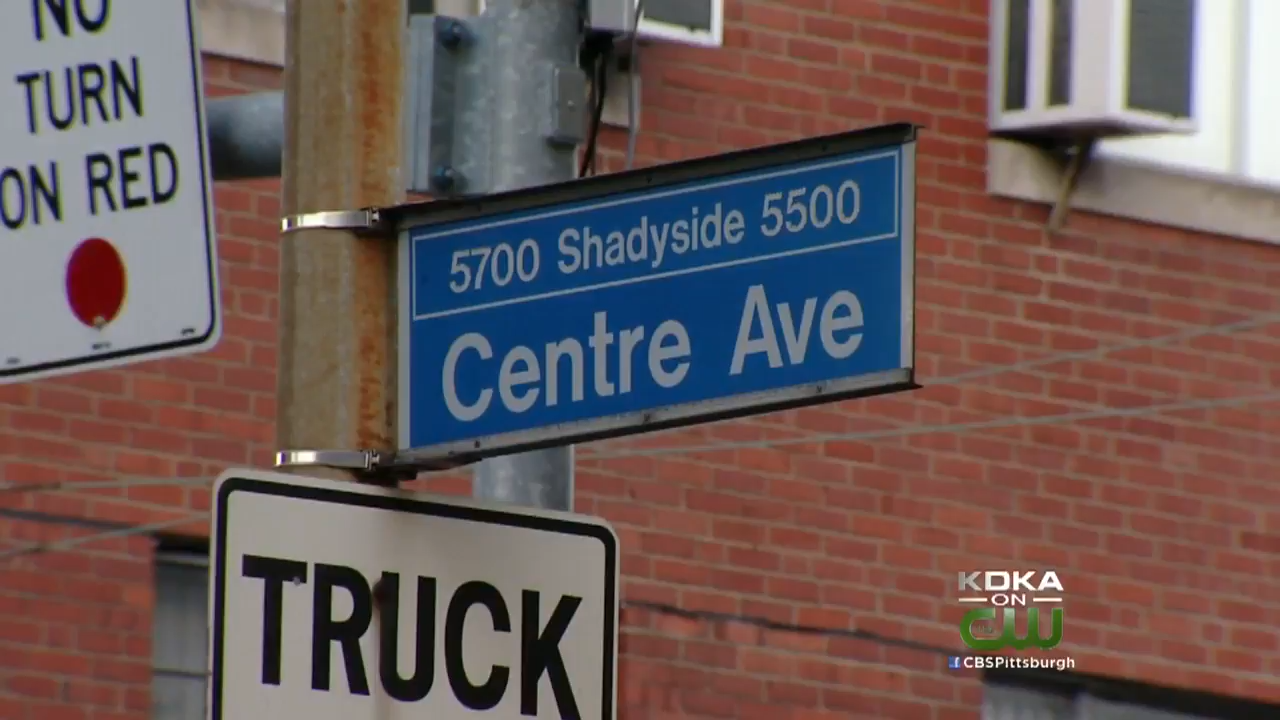 NO
TURN
ON RED
5700 Shadyside 5500
Centre Ave
TRUCK
KDKA
ON
CW
f CBSPittsburgh